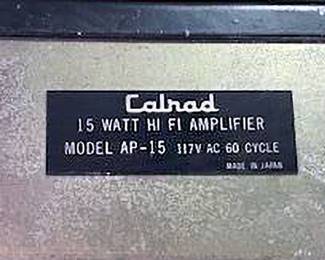 Calrad
15 WATT HI FI AMPLIFIER
MODEL AP-15 117V AC 60 CYCLE
MADE IN JAPAN